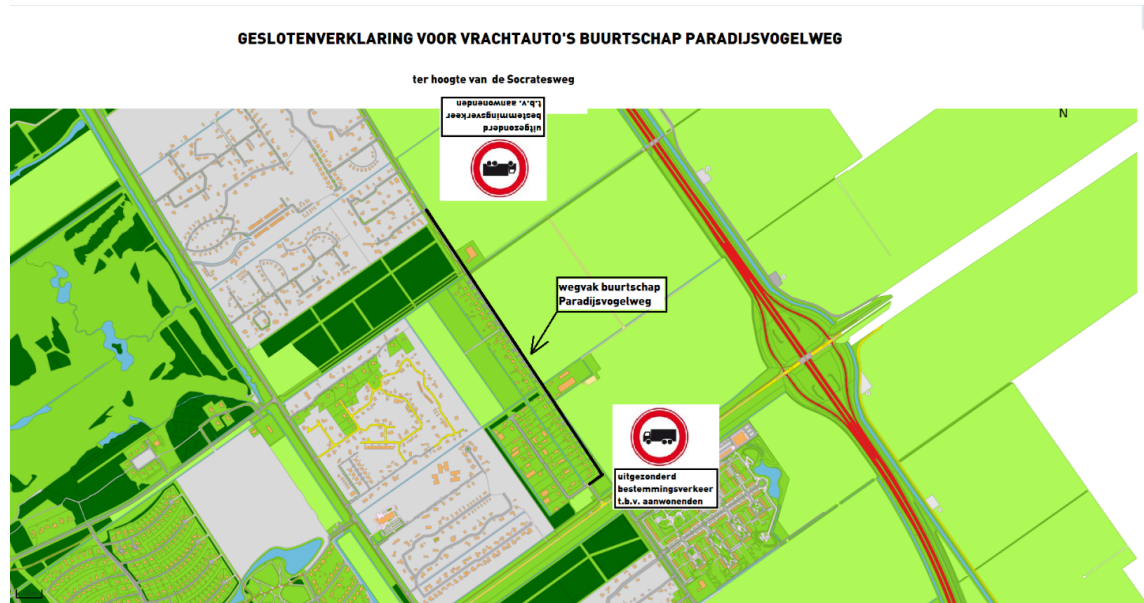 GESLOTENVERKLARING VOOR VRACHTAUTO'S BUURTSCHAP PARADIJSVOGELWEG
ter hoogte van de Socratesweg
uitgezonderd
bestemmingsverkeer
t.b.v. aanwonenden
N
wegvak buurtschap
Paradijsvogelweg
uitgezonderd
bestemmingsverkeer
t.b.v. aanwonenden